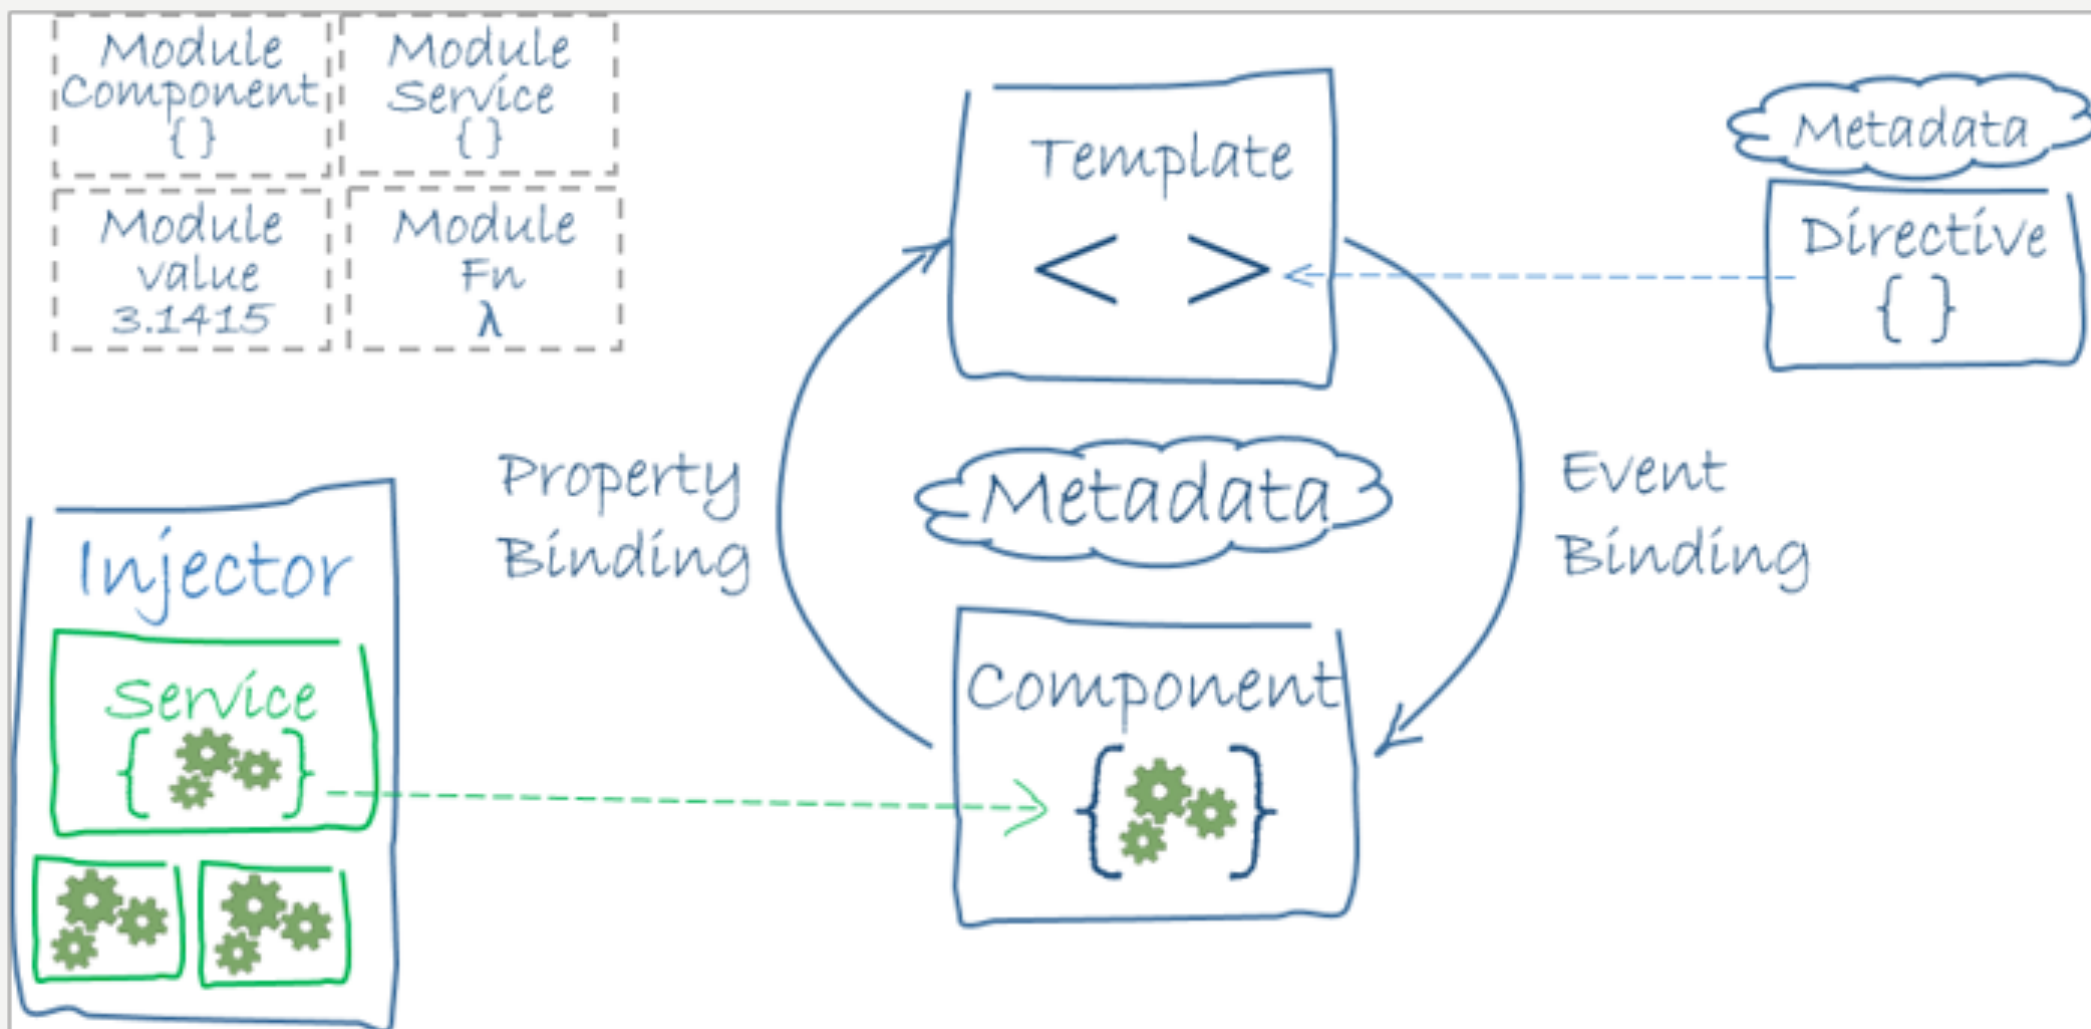 Module
Component
{ }
Module
Service
{ }
Module
value
3.1415
Module
Fn
λ
Template
< >
Metadata
Directive
{ }
Property
Binding
Metadata
Event
Binding
Injector
Service
{ }
Component
{ }